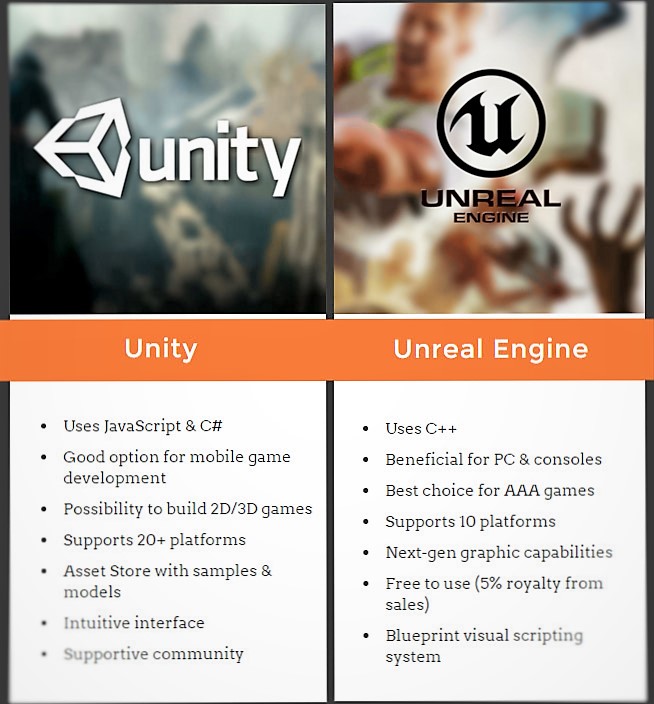 unity
UNREAL
ENGINE
Unity
Unreal Engine
• Uses JavaScript & C#
• Good option for mobile game
development
• Possibility to build 2D/3D games
• Supports 20+ platforms
• Asset Store with samples &
models
• Intuitive interface
• Supportive community
• Uses C++
• Beneficial for PC & consoles
• Best choice for AAA games
• Supports 10 platforms
• Next-gen graphic capabilities
• Free to use (5% royalty from
sales)
• Blueprint visual scripting
system